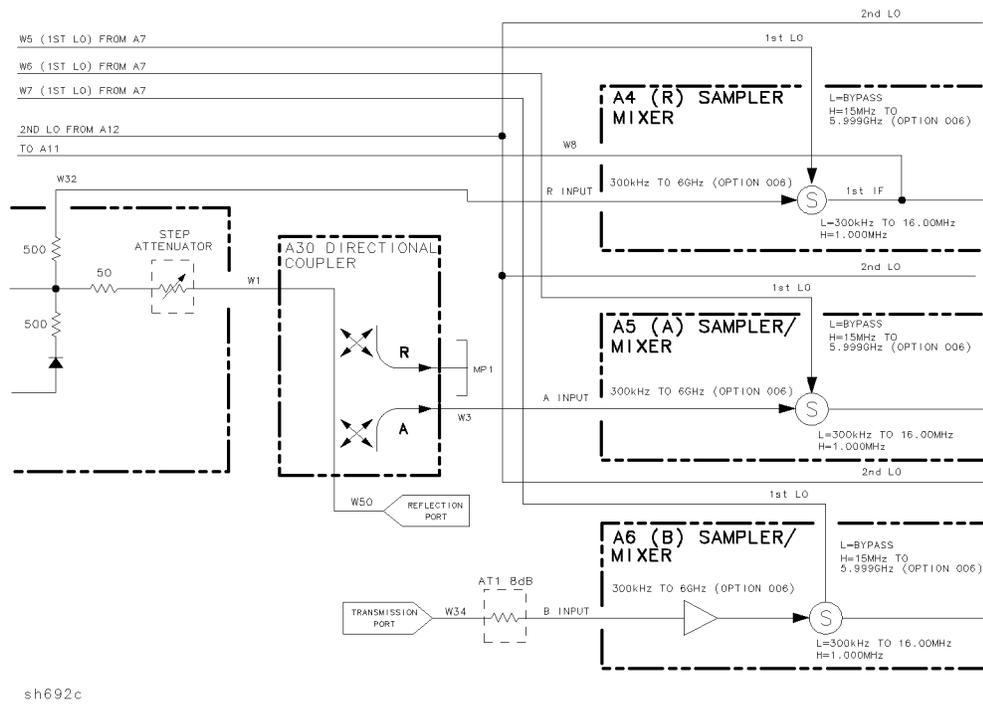 2nd LO
W5 (1ST LO) FROM A7
1st LO
W6 (1ST LO) FROM A7
W7 (1ST LO) FROM A7
A4 (R) SAMPLER
MIXER
L=BYPASS
H=15MHz TO
5.999GHz (OPTION 006)
2ND LO FROM A12
TO A11
W8
W32
R INPUT
300kHz TO 6GHz (OPTION 006)
S
1st IF
L=300kHz TO 16.00MHz
H=1.000MHz
500
STEP
ATTENUATOR
50
500
W1
A30 DIRECTIONAL
COUPLER
R
MP1
A
W3
2nd LO
1st LO
A5 (A) SAMPLER/
MIXER
L=BYPASS
H=15MHz TO
5.999GHz (OPTION 006)
A INPUT
300kHz TO 6GHz (OPTION 006)
S
L=300kHz TO 16.00MHz
H=1.000MHz
2nd LO
1st LO
W50
REFLECTION
PORT
A6 (B) SAMPLER/
MIXER
L=BYPASS
H=15MHz TO
5.999GHz (OPTION 006)
AT1 8dB
TRANSMISSION
PORT
W34
B INPUT
300kHz TO 6GHz (OPTION 006)
S
L=300kHz TO 16.00MHz
H=1.000MHz
sh692c